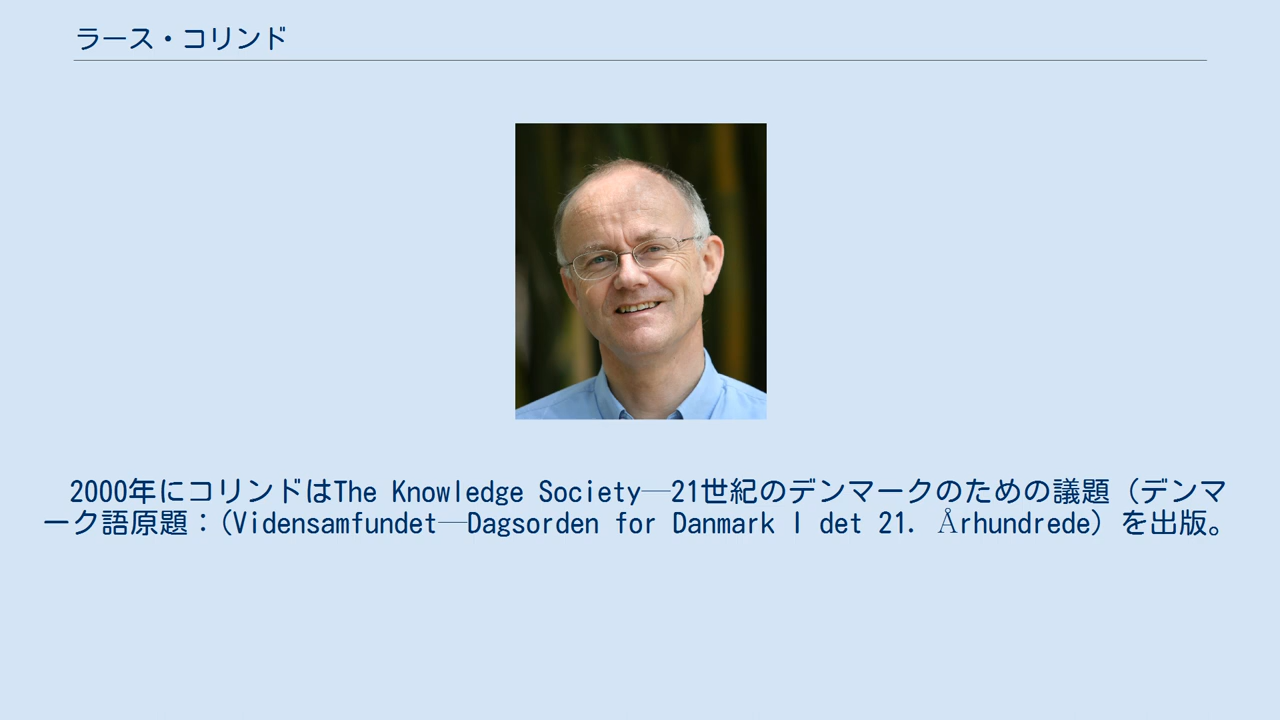 ラース・コリンド
2000年にコリンドはThe Knowledge Society―21世紀のデンマークのための議題（デンマ
ーク語原題：(Vidensamfundet―Dagsorden for Danmark I det 21. Århundrede）を出版。